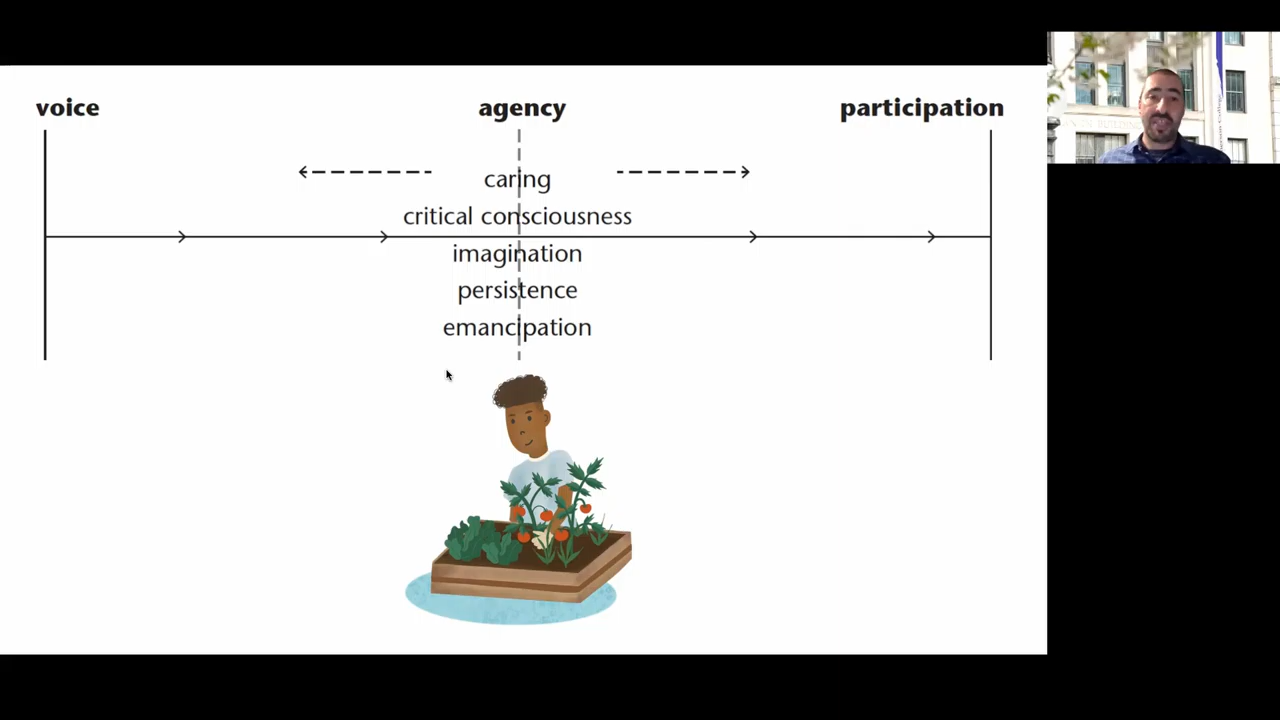 voice
agency
participation
caring
critical consciousness
imagination
persistence
emancipation